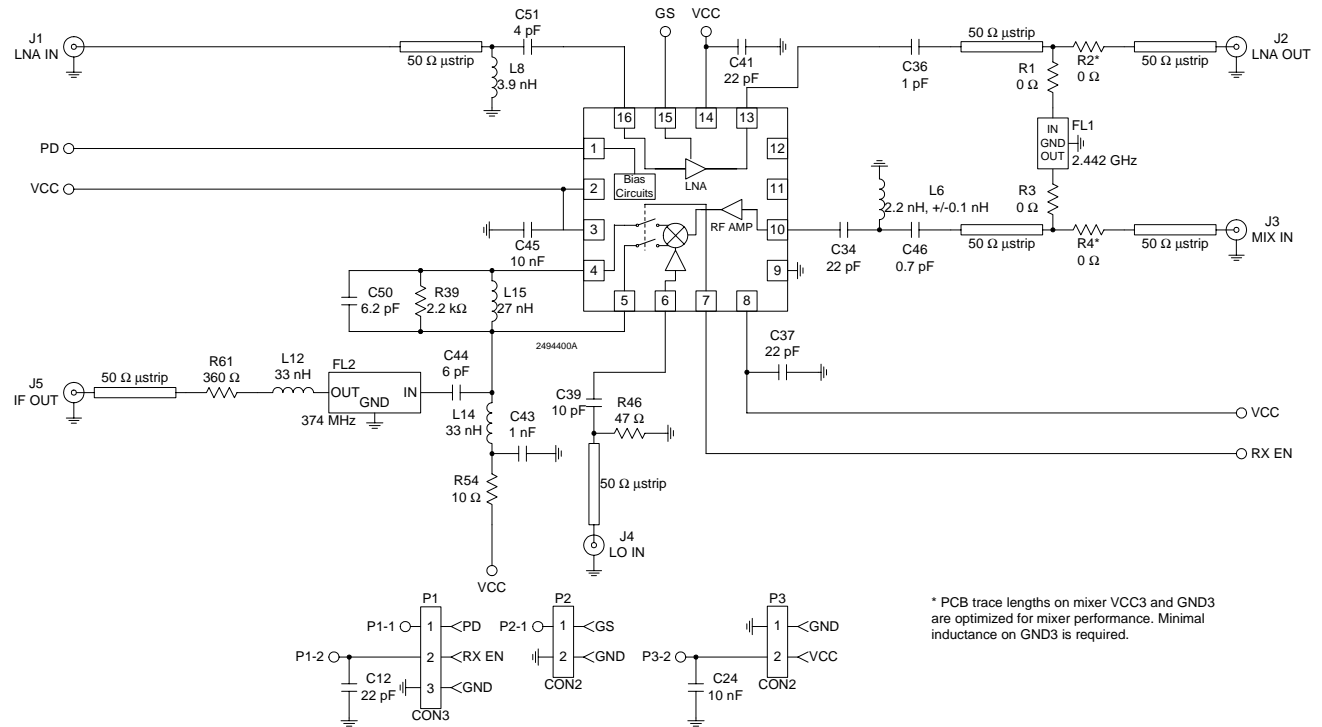 J1
LNA IN
50 Ω µstrip
L8
3.9 nH
C51
4 pF
GS
VCC
C41
22 pF
C36
1 pF
50 Ω µstrip
R1
0 Ω
R2*
0 Ω
50 Ω µstrip
J2
LNA OUT
IN
GND
OUT
FL1
2.442 GHz
R3
0 Ω
16
15
14
13
PD
1
12
Bias
Circuits
LNA
VCC
2
11
C45
10 nF
3
RF AMP
10
L6
2.2 nH, +/-0.1 nH
C34
22 pF
C46
0.7 pF
50 Ω µstrip
R4*
0 Ω
50 Ω µstrip
J3
MIX IN
4
9
C50
6.2 pF
R39
2.2 kΩ
L15
27 nH
5
6
7
8
2494400A
C37
22 pF
J5
IF OUT
50 Ω µstrip
R61
360 Ω
L12
33 nH
FL2
OUT
IN
GND
374 MHz
C44
6 pF
L14
33 nH
C43
1 nF
R54
10 Ω
VCC
C39
10 pF
R46
47 Ω
50 Ω µstrip
J4
LO IN
VCC
RX EN
P1
P1-1
1
PD
P1-2
2
RX EN
C12
22 pF
3
GND
CON3
P2
P2-1
1
GS
2
GND
CON2
P3
1
GND
P3-2
2
VCC
C24
10 nF
CON2
* PCB trace lengths on mixer VCC3 and GND3
are optimized for mixer performance. Minimal
inductance on GND3 is required.